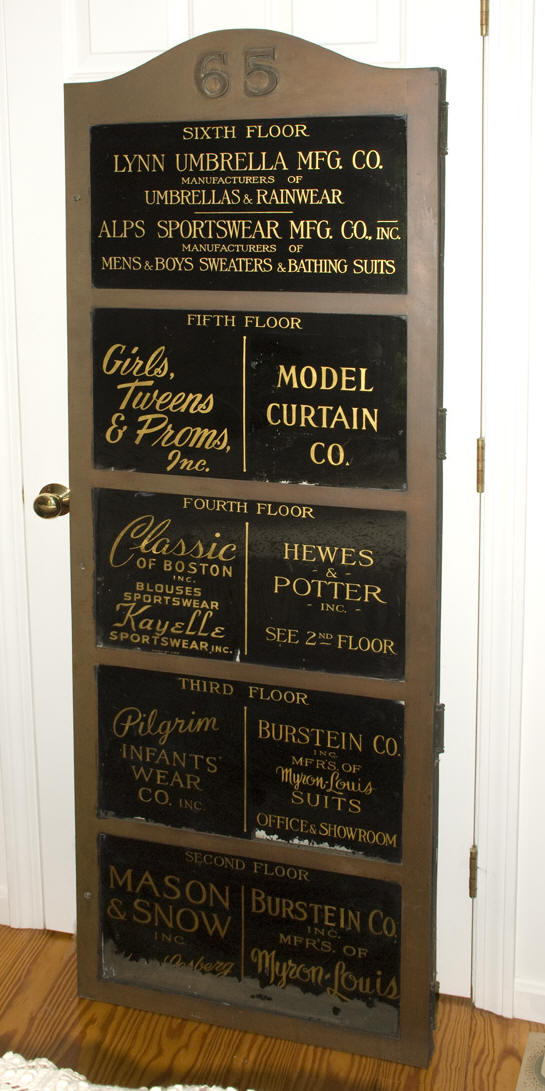 65
SIXTH FLOOR
LYNN UMBRELLA MFG. CO.
MANUFACTURERS OF
UMBRELLAS & RAINWEAR
ALPS SPORTSWEAR MFG. CO., INC.
MANUFACTURERS OF
MENS & BOYS SWEATERS & BATHING SUITS
FIFTH FLOOR
Girls,
Tweens
& Proms,
Inc.
MODEL
CURTAIN
CO.
FOURTH FLOOR
Classic
OF BOSTON
INC.
BLOUSES
SPORTSWEAR
Kayelle
SPORTSWEAR INC.
HEWES
- & -
POTTER
- INC. -
SEE 2ND FLOOR
THIRD FLOOR
Pilgrim
INFANTS'
WEAR
CO. INC.
BURSTEIN CO.
INC.
MFR'S. OF
Myron-Louis
SUITS
OFFICE & SHOWROOM
SECOND FLOOR
MASON
& SNOW
INC.
BURSTEIN CO.
INC.
MFR'S. OF
Myron-Louis